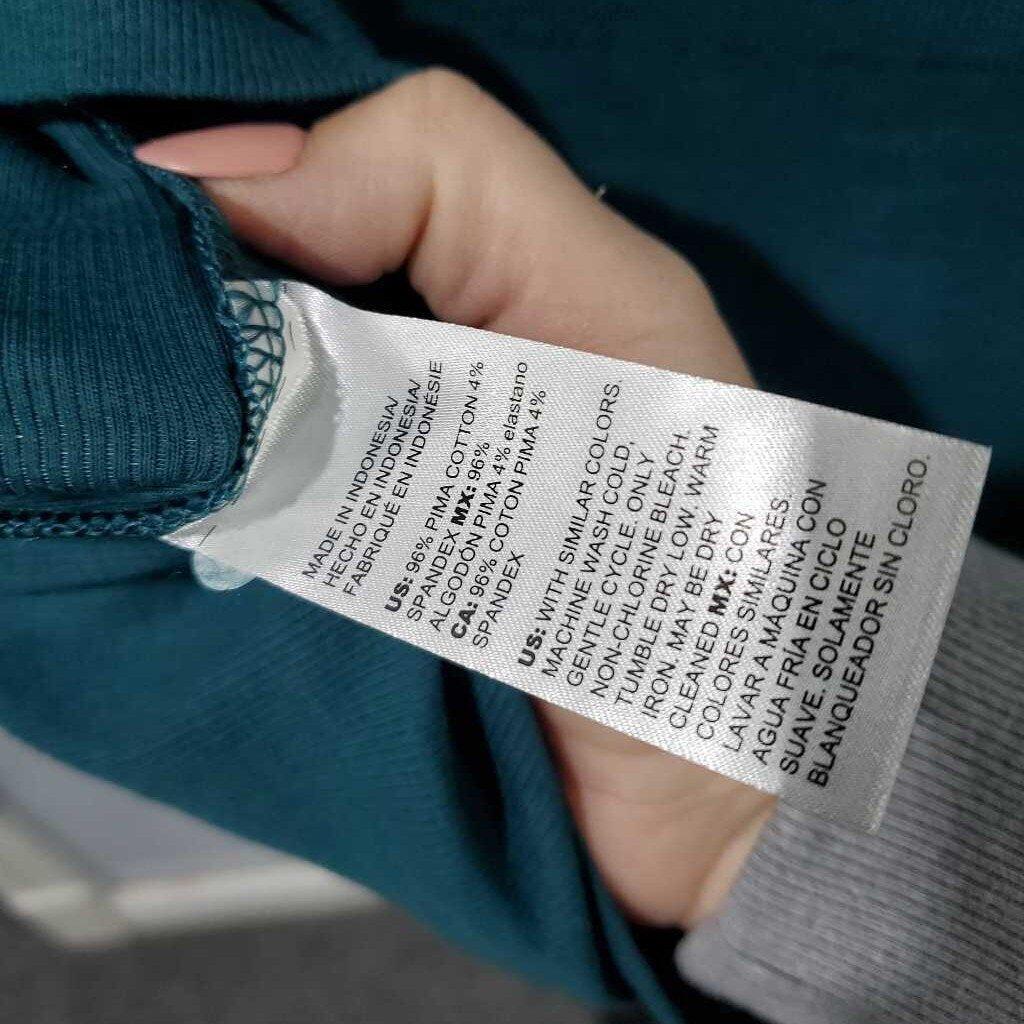 MADE IN INDONESIA/
HECHO EN INDONESIA/
FABRIQUÉ EN INDONÉSIE
US: 96% PIMA COTTON 4%
SPANDEX MX: 96%
ALGODÓN PIMA 4% elastano
CA: 96% COTON PIMA 4%
SPANDEX
US: WITH SIMILAR COLORS.
MACHINE WASH COLD,
GENTLE CYCLE. ONLY
NON-CHLORINE BLEACH.
TUMBLE DRY LOW. WARM
IRON. MAY BE DRY
CLEANED MX: CON
COLORES SIMILARES.
LAVAR A MAQUINA CON
AGUA FRÍA EN CICLO
SUAVE. SOLAMENTE
BLANQUEADOR SIN CLORO.